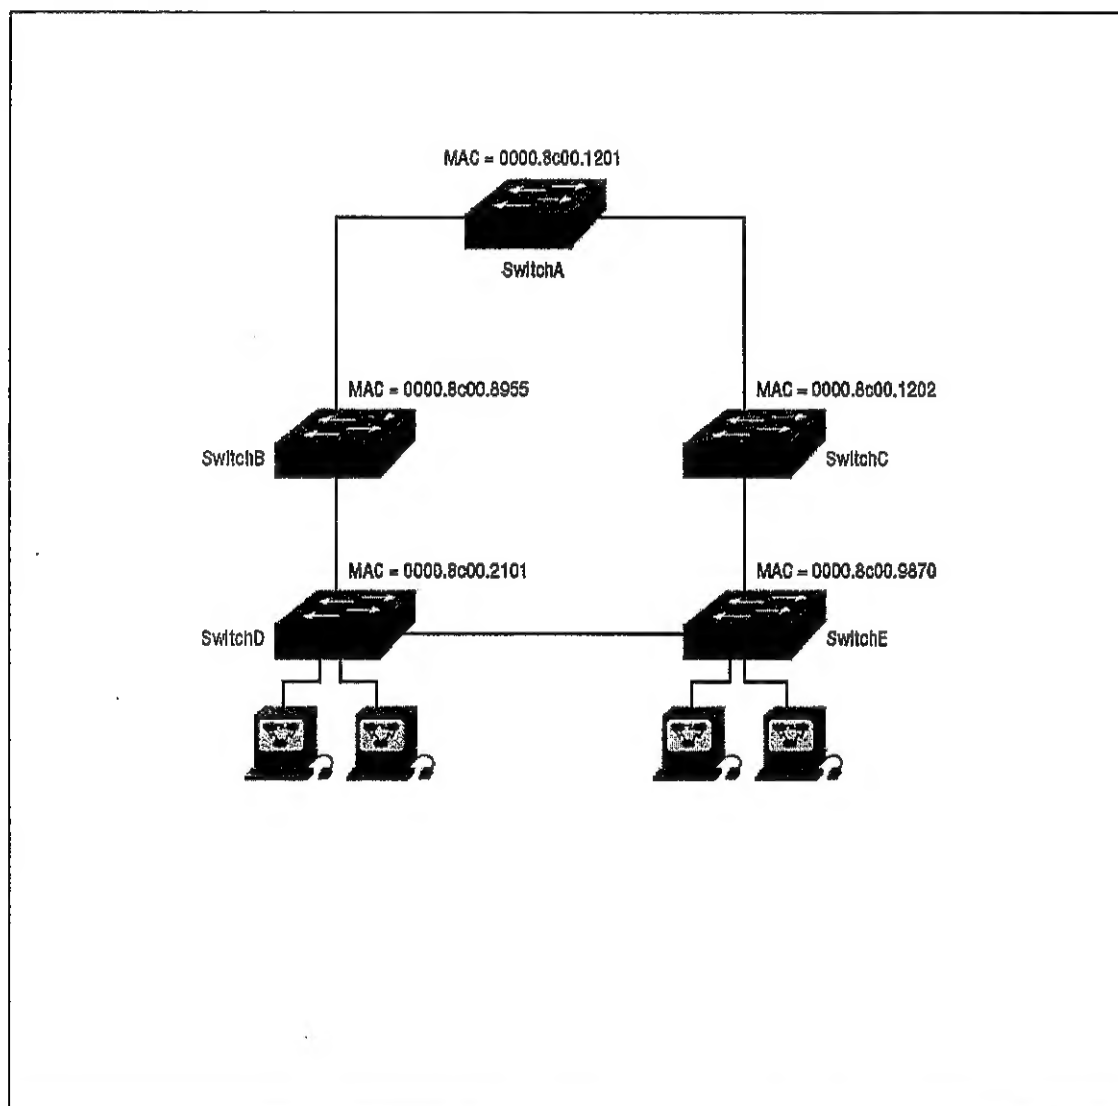 MAC = 0000.8c00.1201
SwitchA
MAC = 0000.8c00.8955
MAC = 0000.8c00.1202
SwitchB
SwitchC
MAC = 0000.8c00.2101
MAC = 0000.8c00.9870
SwitchD
SwitchE